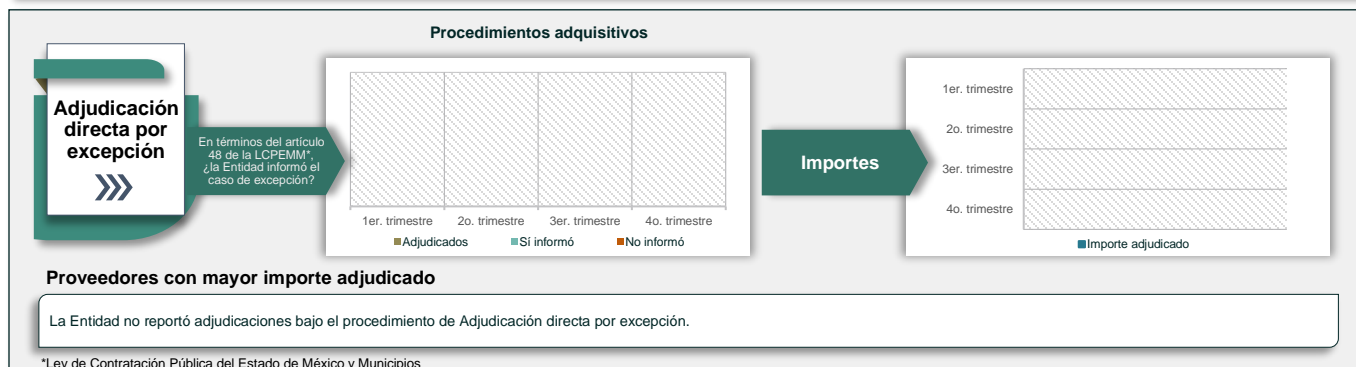 Procedimientos adquisitivos
Adjudicación
directa por
excepción
En términos del artículo
48 de la LCPEMM*,
¿la Entidad informó el
caso de excepción?
1er. trimestre
2o. trimestre
3er. trimestre
4o. trimestre
Adjudicados
Sí informó
No informó
Importes
1er. trimestre
2o. trimestre
3er. trimestre
4o. trimestre
Importe adjudicado
Proveedores con mayor importe adjudicado
La Entidad no reportó adjudicaciones bajo el procedimiento de Adjudicación directa por excepción.
*Ley de Contratación Pública del Estado de México y Municipios